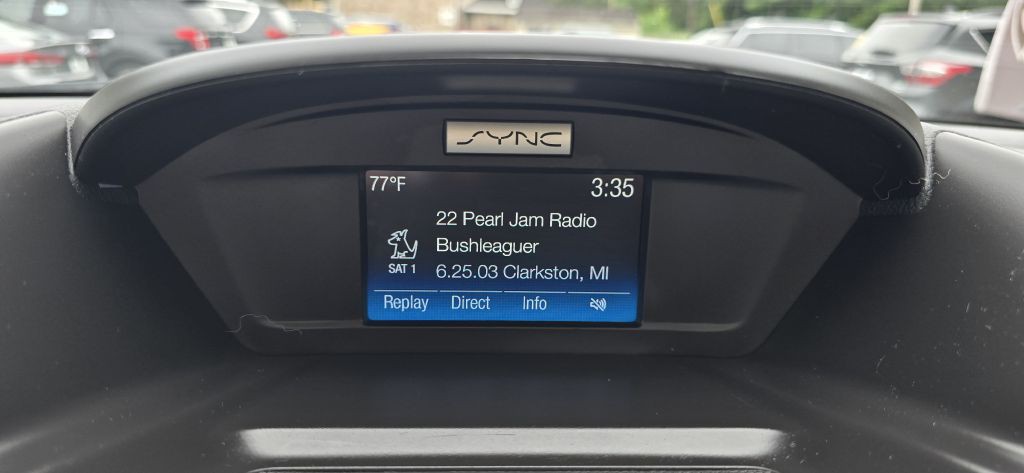 SYNC
77°F 3:35
22 Pearl Jam Radio
Bushleaguer
SAT 1 6.25.03 Clarkston, MI
Replay Direct Info